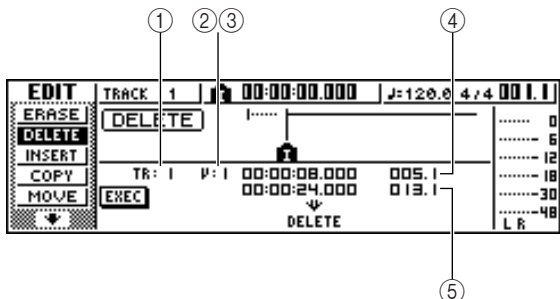 ① ② ③ ④
EDIT TRACK 1 00:00:00.000 ♩=120.0 4/4 001.1
ERASE DELETE 0
DELETE 6
INSERT I 12
COPY TR: 1 V: 1 00:00:08.000 005.1 18
MOVE EXEC 00:00:24.000 013.1 30
DELETE 48
L R
⑤